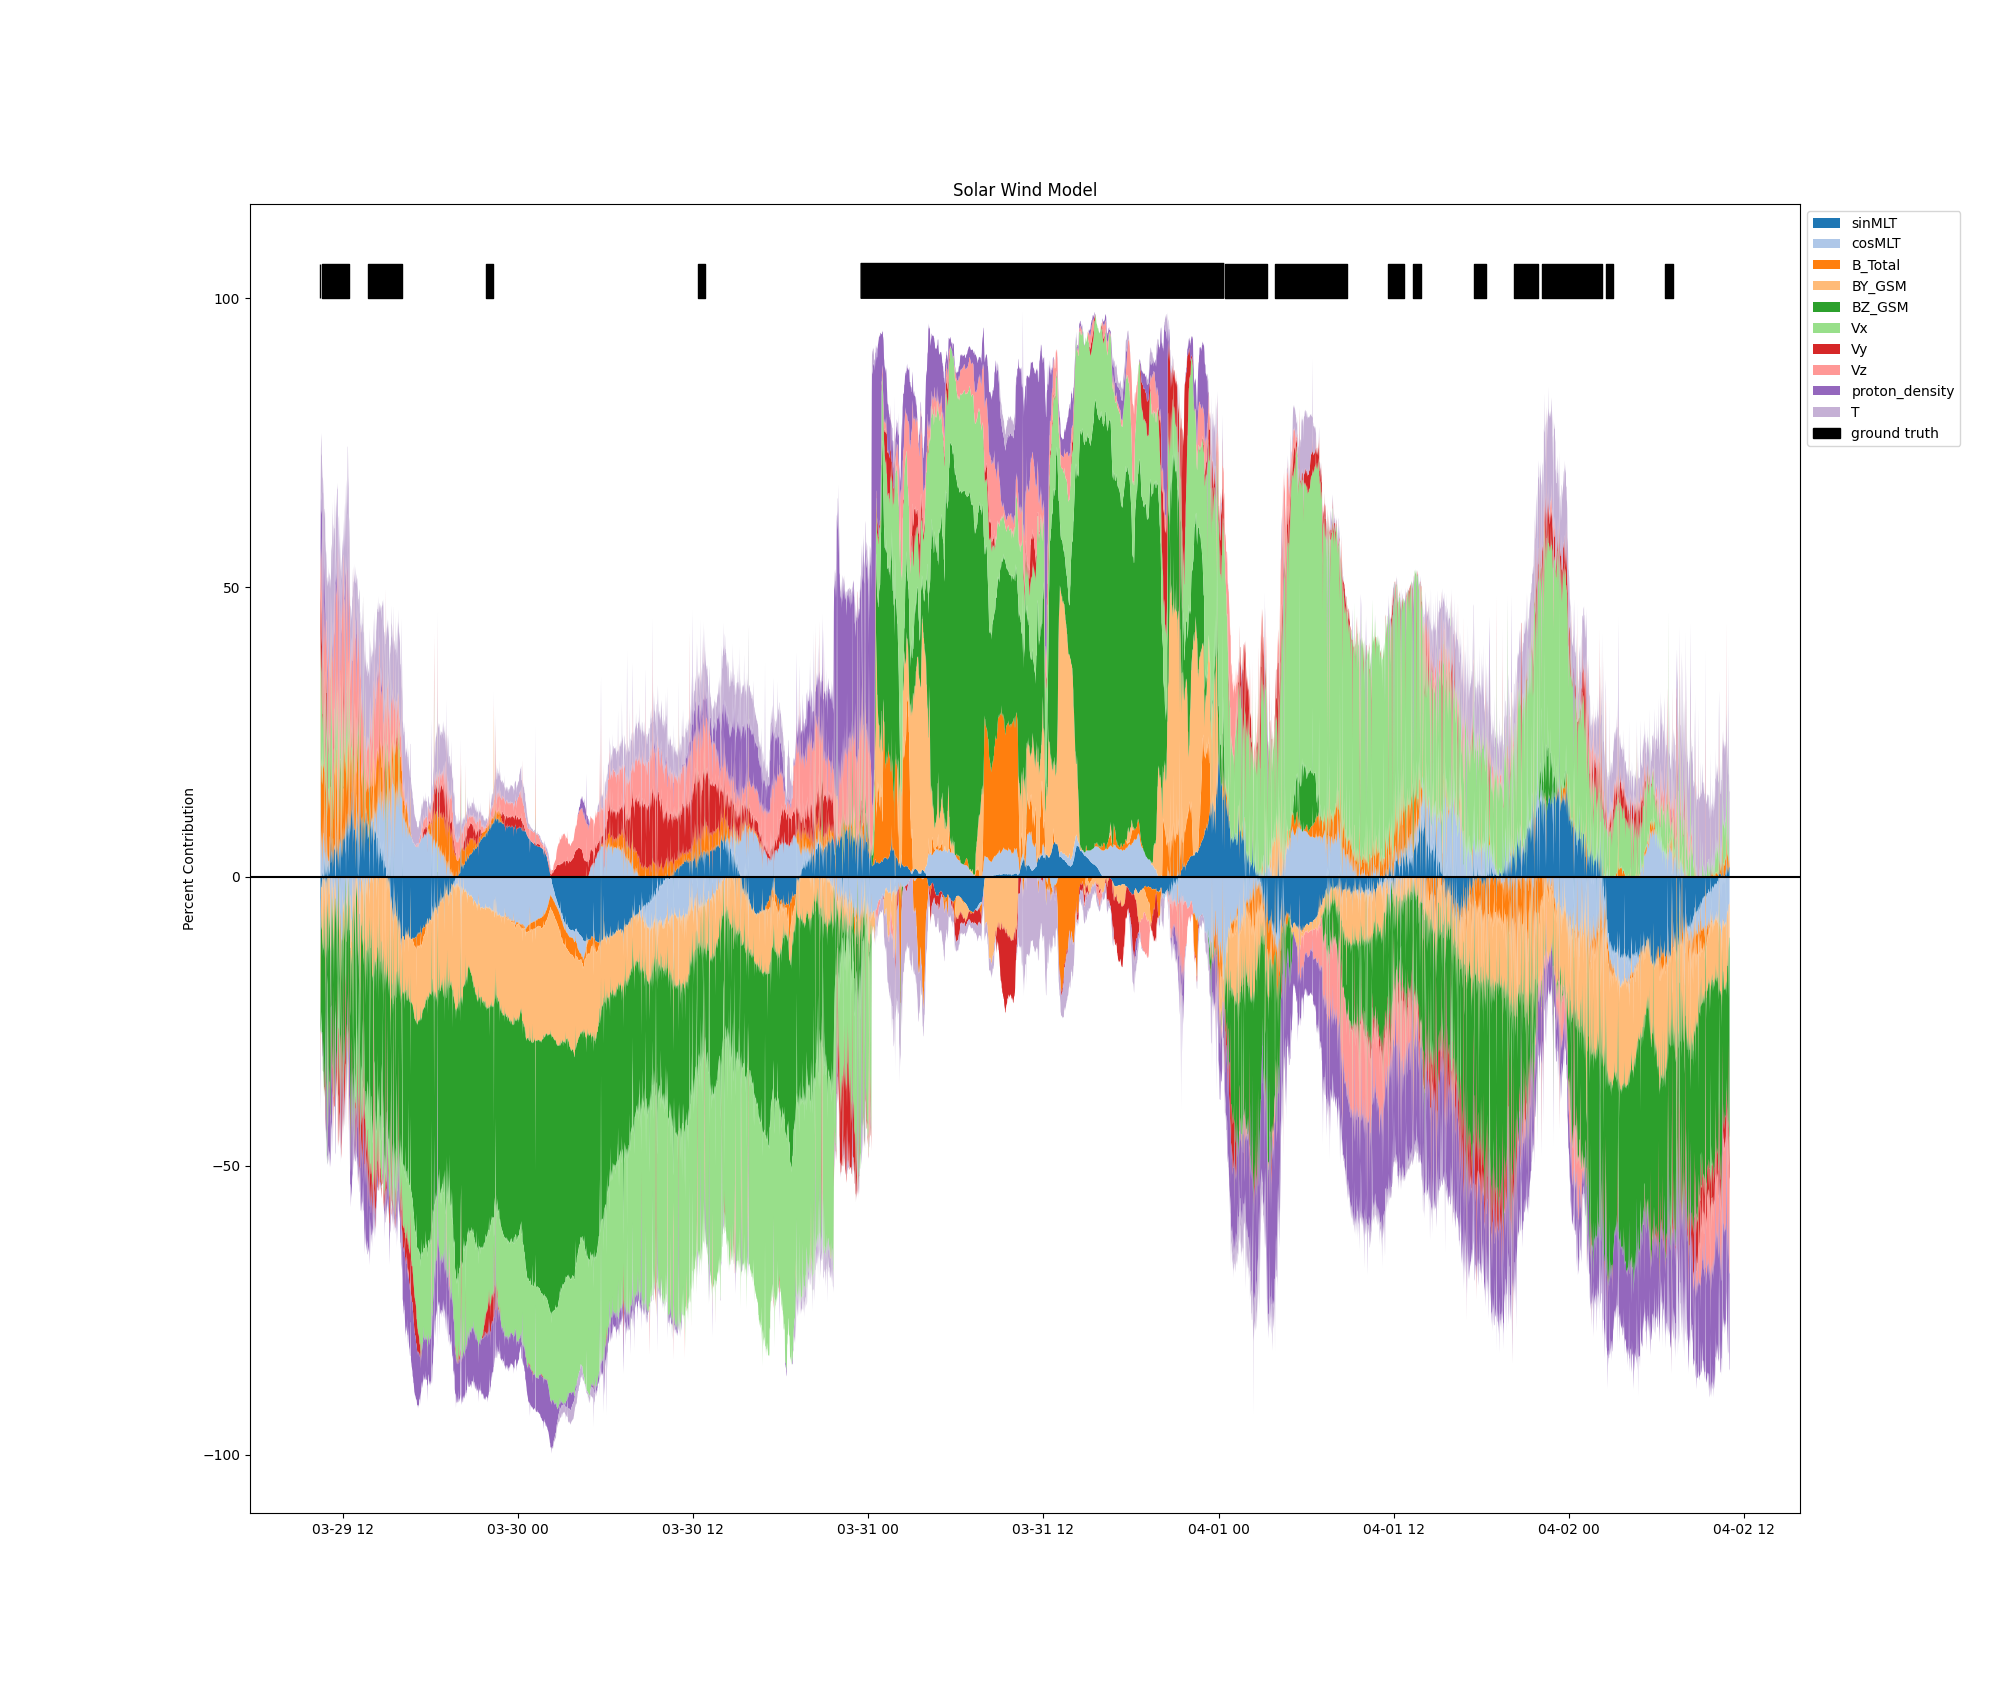 Solar Wind Model
sinMLT
cosMLT
B_Total
BY_GSM
BZ_GSM
Vx
Vy
Vz
proton_density
T
ground truth
100
50
0
−50
−100
Percent Contribution
03-29 12
03-30 00
03-30 12
03-31 00
03-31 12
04-01 00
04-01 12
04-02 00
04-02 12